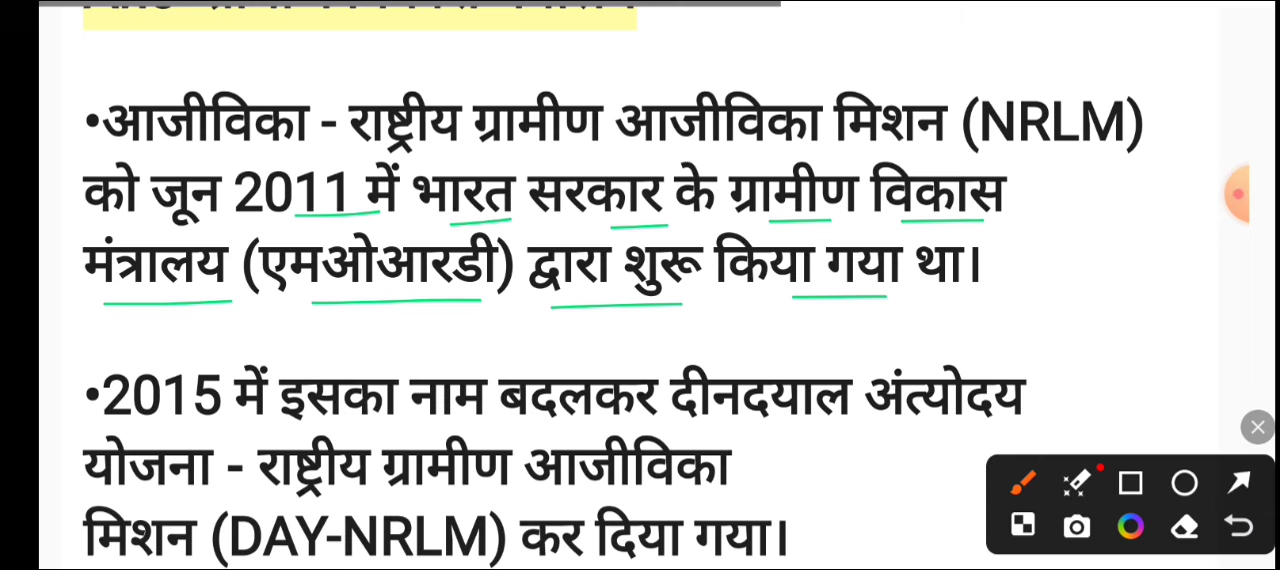 •आजीविका - राष्ट्रीय ग्रामीण आजीविका मिशन (NRLM)
को जून 2011 में भारत सरकार के ग्रामीण विकास
मंत्रालय (एमओआरडी) द्वारा शुरू किया गया था।
•2015 में इसका नाम बदलकर दीनदयाल अंत्योदय
योजना - राष्ट्रीय ग्रामीण आजीविका
मिशन (DAY-NRLM) कर दिया गया।